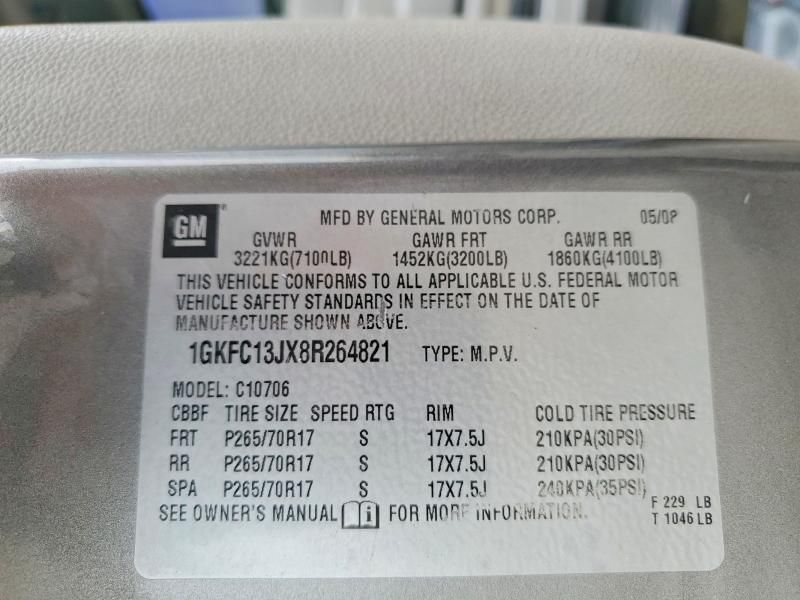 GM MFD BY GENERAL MOTORS CORP. 05/08
GVWR GAWR FRT GAWR RR
3221KG(7100LB) 1452KG(3200LB) 1860KG(4100LB)
THIS VEHICLE CONFORMS TO ALL APPLICABLE U.S. FEDERAL MOTOR
VEHICLE SAFETY STANDARDS IN EFFECT ON THE DATE OF
MANUFACTURE SHOWN ABOVE.
1GKFC13JX8R264821 TYPE: M.P.V.
MODEL: C10706
CBBF TIRE SIZE SPEED RTG RIM COLD TIRE PRESSURE
FRT P265/70R17 S 17X7.5J 210KPA(30PSI)
RR P265/70R17 S 17X7.5J 210KPA(30PSI)
SPA P265/70R17 S 17X7.5J 240KPA(35PSI)
SEE OWNER'S MANUAL i FOR MORE INFORMATION.
F 229 LB
T 1046 LB